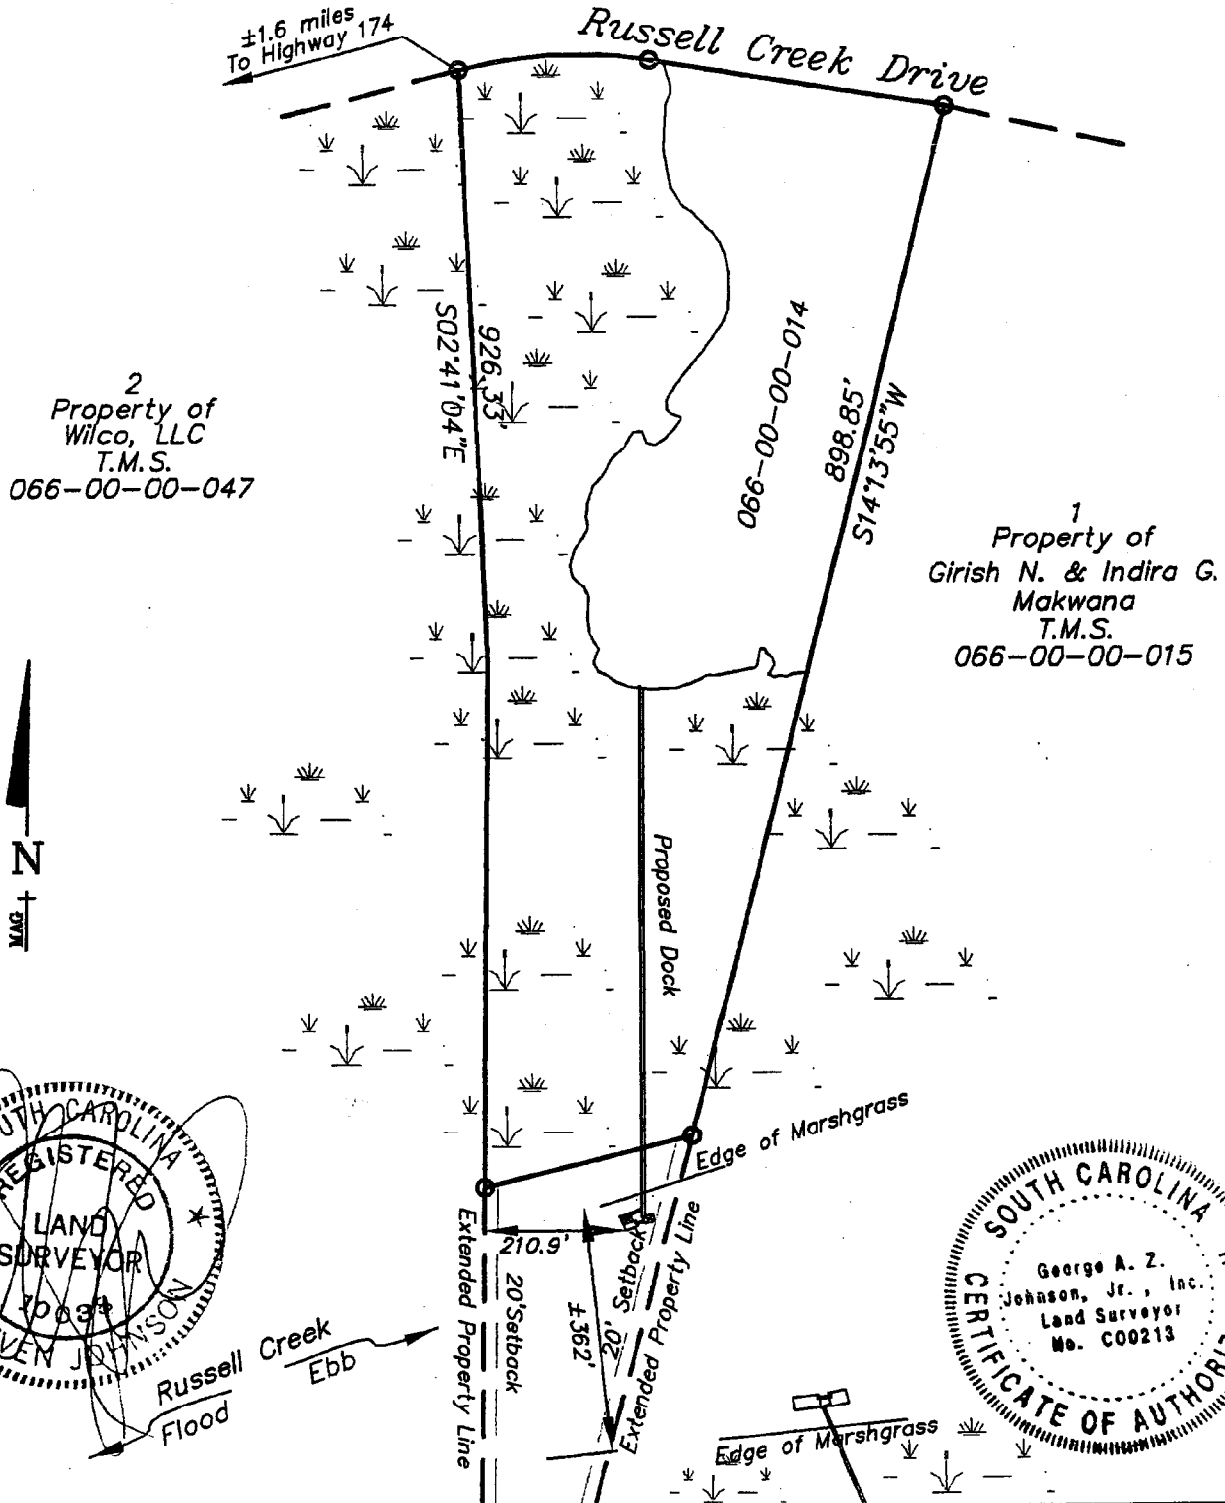 ±1.6 miles
To Highway 174
Russell Creek Drive
926.33'
S02°41'04"E
066-00-00-014
898.85'
S14°13'55"W
2
Property of
Wilco, LLC
T.M.S.
066-00-00-047
1
Property of
Girish N. & Indira G.
Makwana
T.M.S.
066-00-00-015
N
MAG
Proposed Dock
Edge of Marshgrass
210.9'
Extended Property Line
20' Setback
±362'
20' Setback
Extended Property Line
Russell Creek
Ebb
Flood
Edge of Marshgrass
UTH CAROLINA
REGISTERED
LAND
SURVEYOR
VEN JOHNSON
SOUTH CAROLINA
George A. Z.
Johnson, Jr., Inc.
Land Surveyor
No. C00213
CERTIFICATE OF AUTHORI